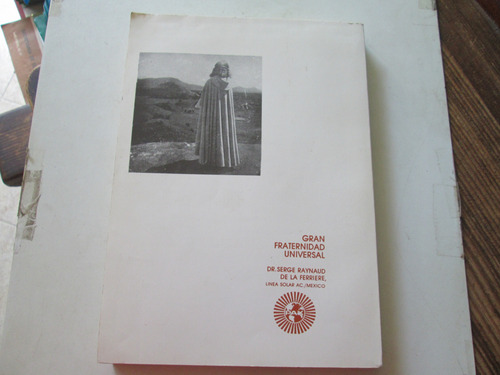 GRAN
FRATERNIDAD
UNIVERSAL
DR. SERGE RAYNAUD
DE LA FERRIERE,
LINEA SOLAR AC./MEXICO